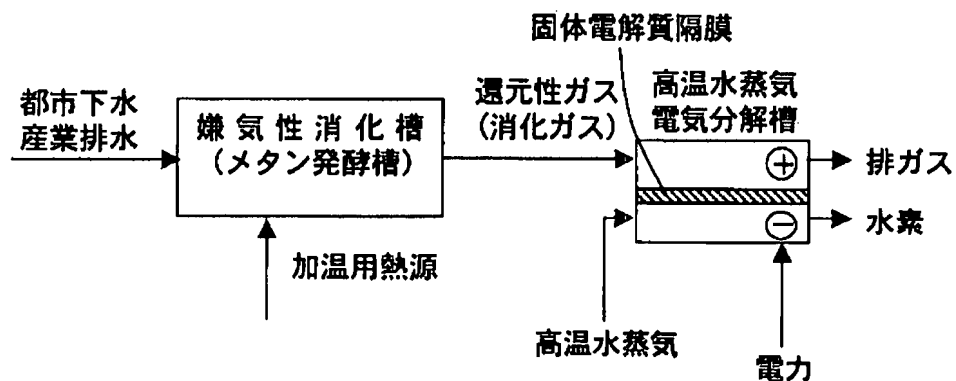 固体電解質隔膜
都市下水
産業排水
嫌気性消化槽
(メタン発酵槽)
還元性ガス
(消化ガス)
高温水蒸気
電気分解槽
+
排ガス
−
水素
加温用熱源
高温水蒸気
電力